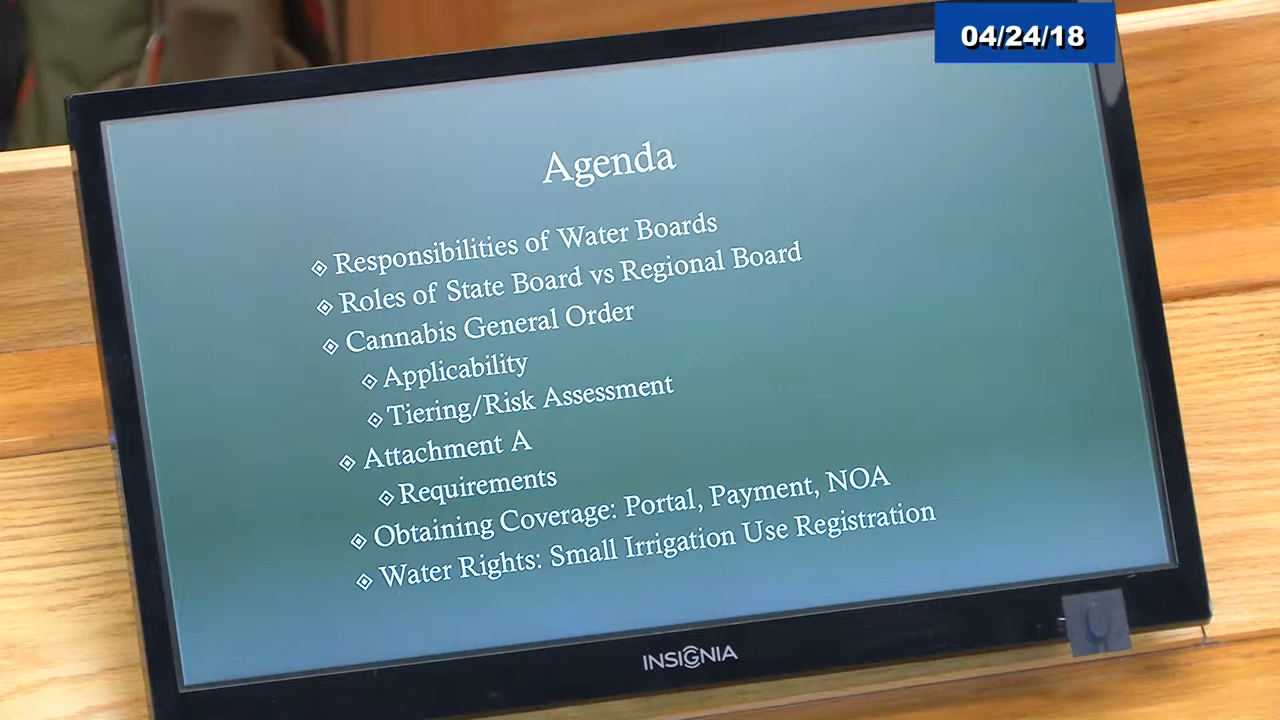 04/24/18
Agenda
Responsibilities of Water Boards
Roles of State Board vs Regional Board
Cannabis General Order
Applicability
Tiering/Risk Assessment
Attachment A
Requirements
Obtaining Coverage: Portal, Payment, NOA
Water Rights: Small Irrigation Use Registration
INSIGNIA